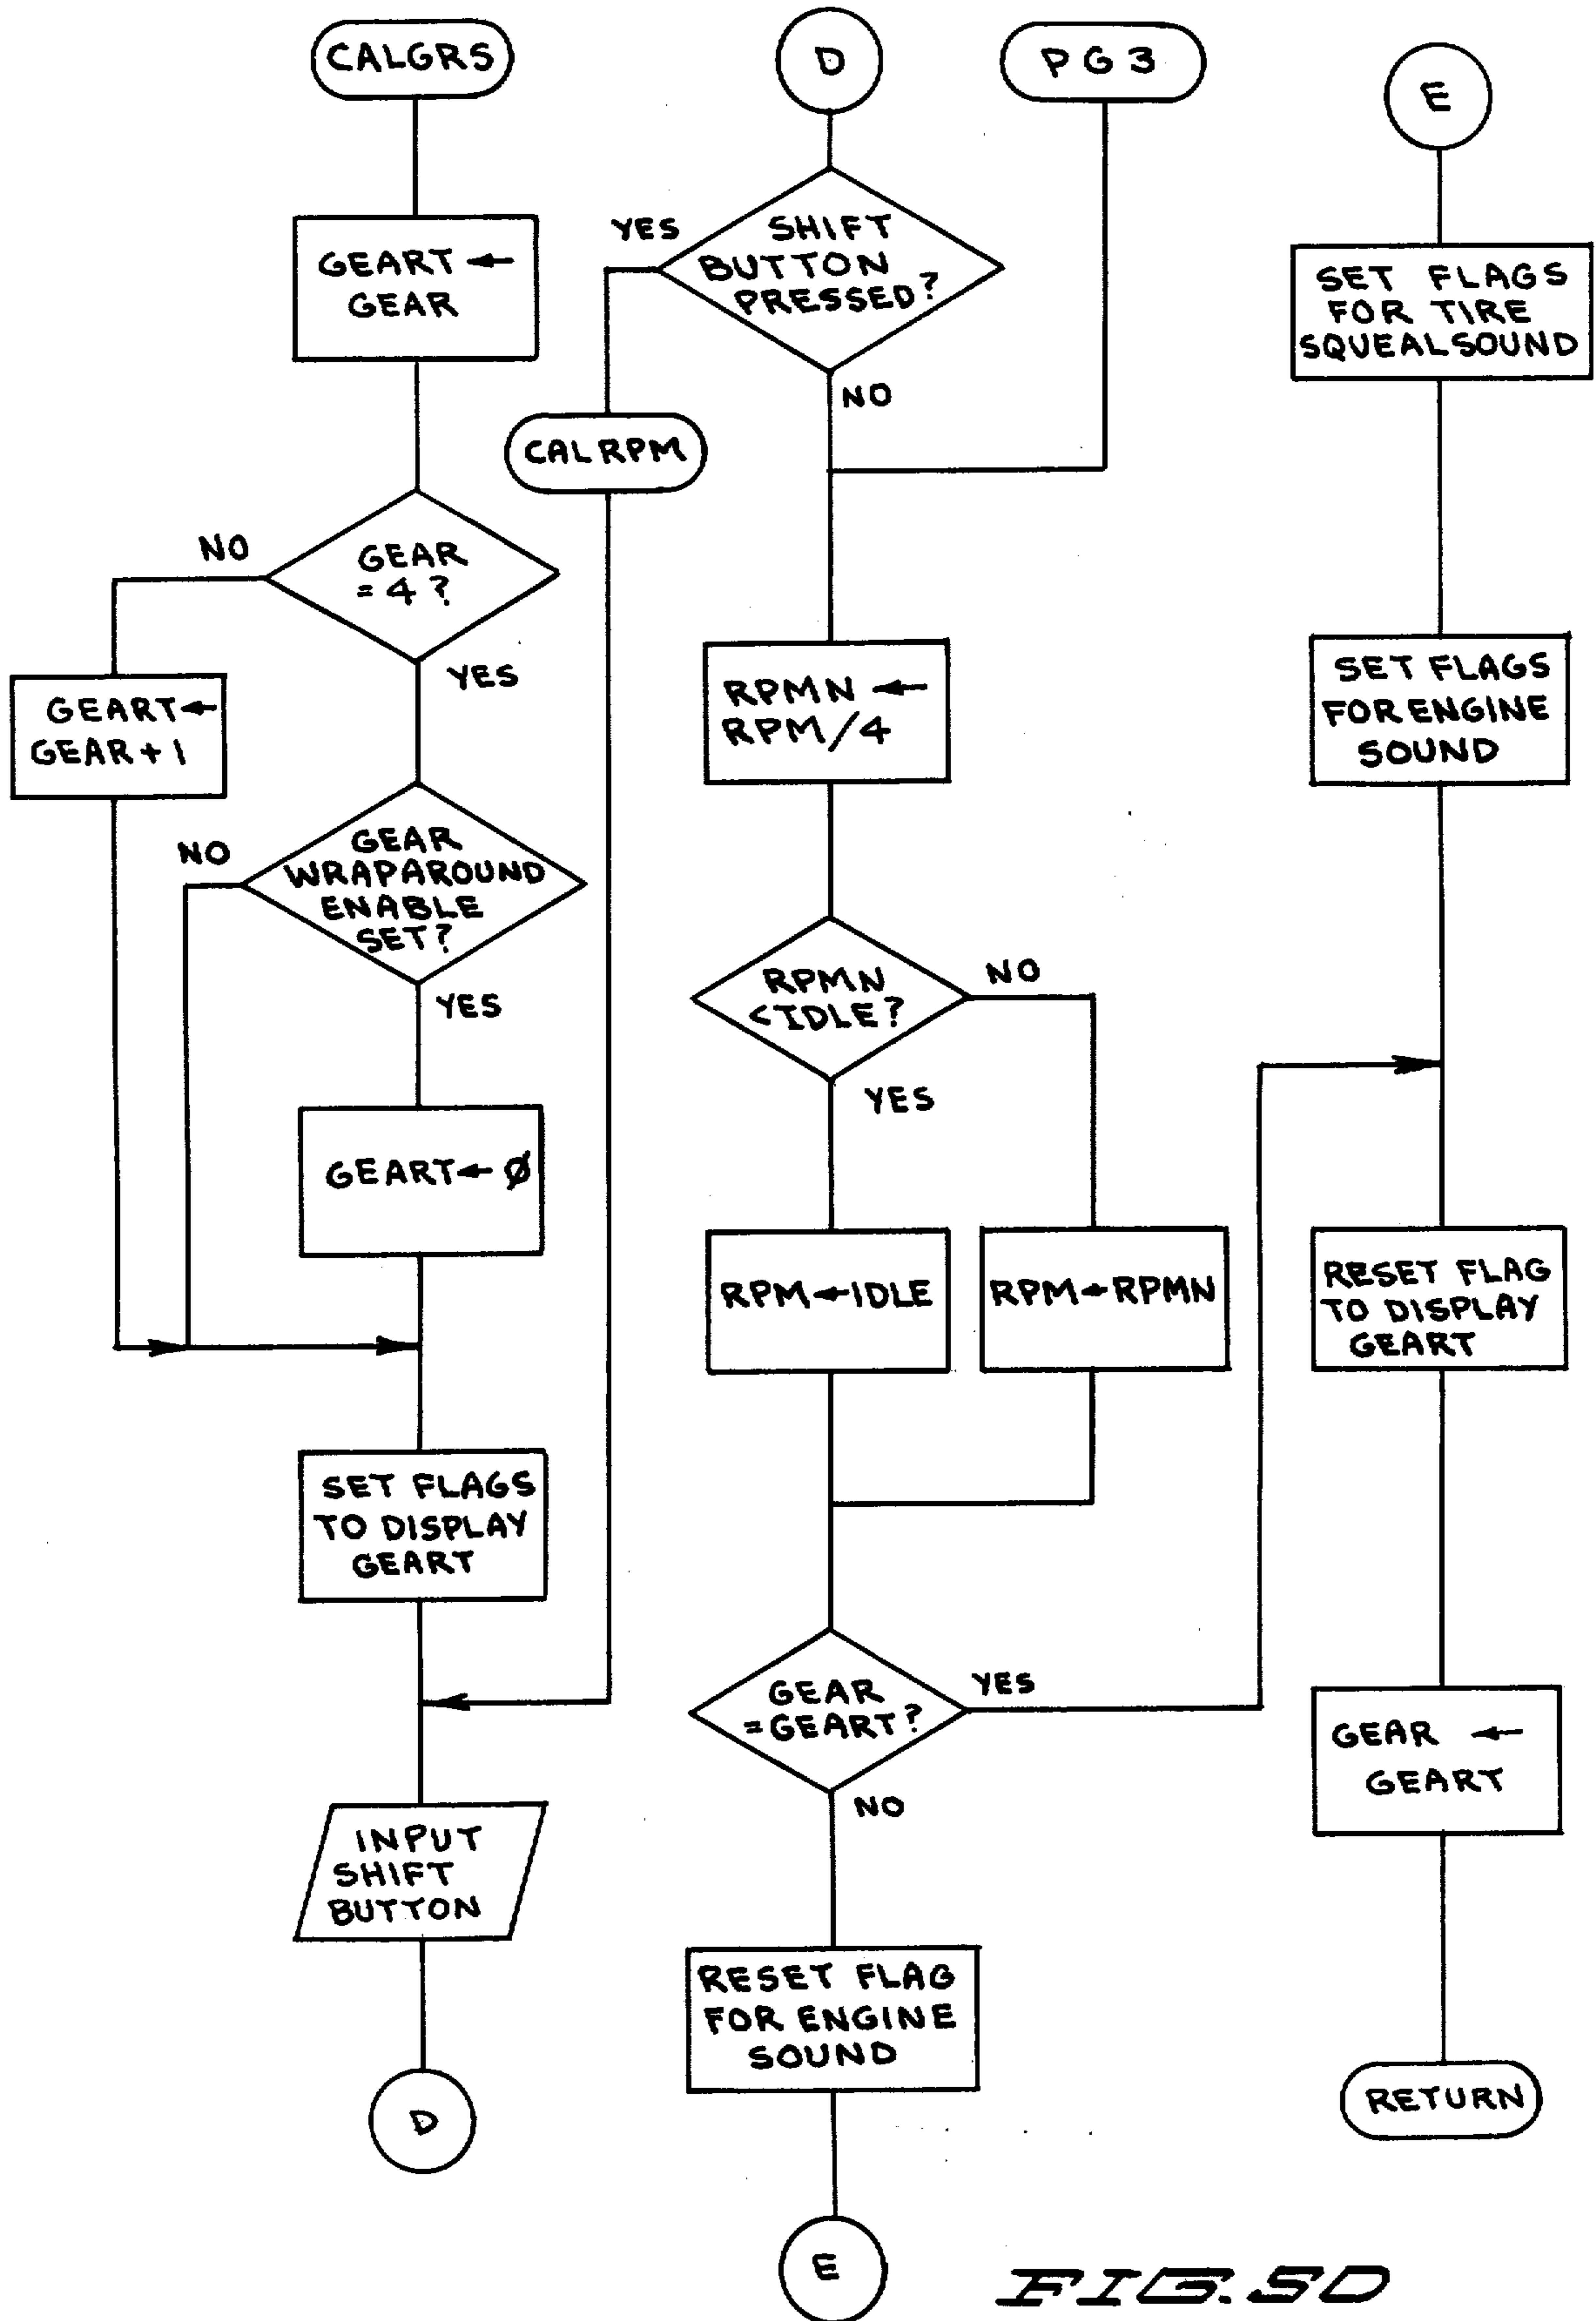 CALGRS
GEART ←
GEAR
GEAR
= 4 ?
NO
YES
GEART ←
GEAR + 1
GEAR
WRAPAROUND
ENABLE
SET?
NO
YES
GEART ← Ø
SET FLAGS
TO DISPLAY
GEART
INPUT
SHIFT
BUTTON
D
D
PG3
SHIFT
BUTTON
PRESSED?
YES
NO
CALRPM
RPMN ←
RPM/4
RPMN
< IDLE?
NO
YES
RPM ← IDLE
RPM ← RPMN
GEAR
= GEART?
YES
NO
RESET FLAG
FOR ENGINE
SOUND
E
E
SET FLAGS
FOR TIRE
SQUEAL SOUND
SET FLAGS
FOR ENGINE
SOUND
RESET FLAG
TO DISPLAY
GEART
GEAR ←
GEART
RETURN
FIG. 5D